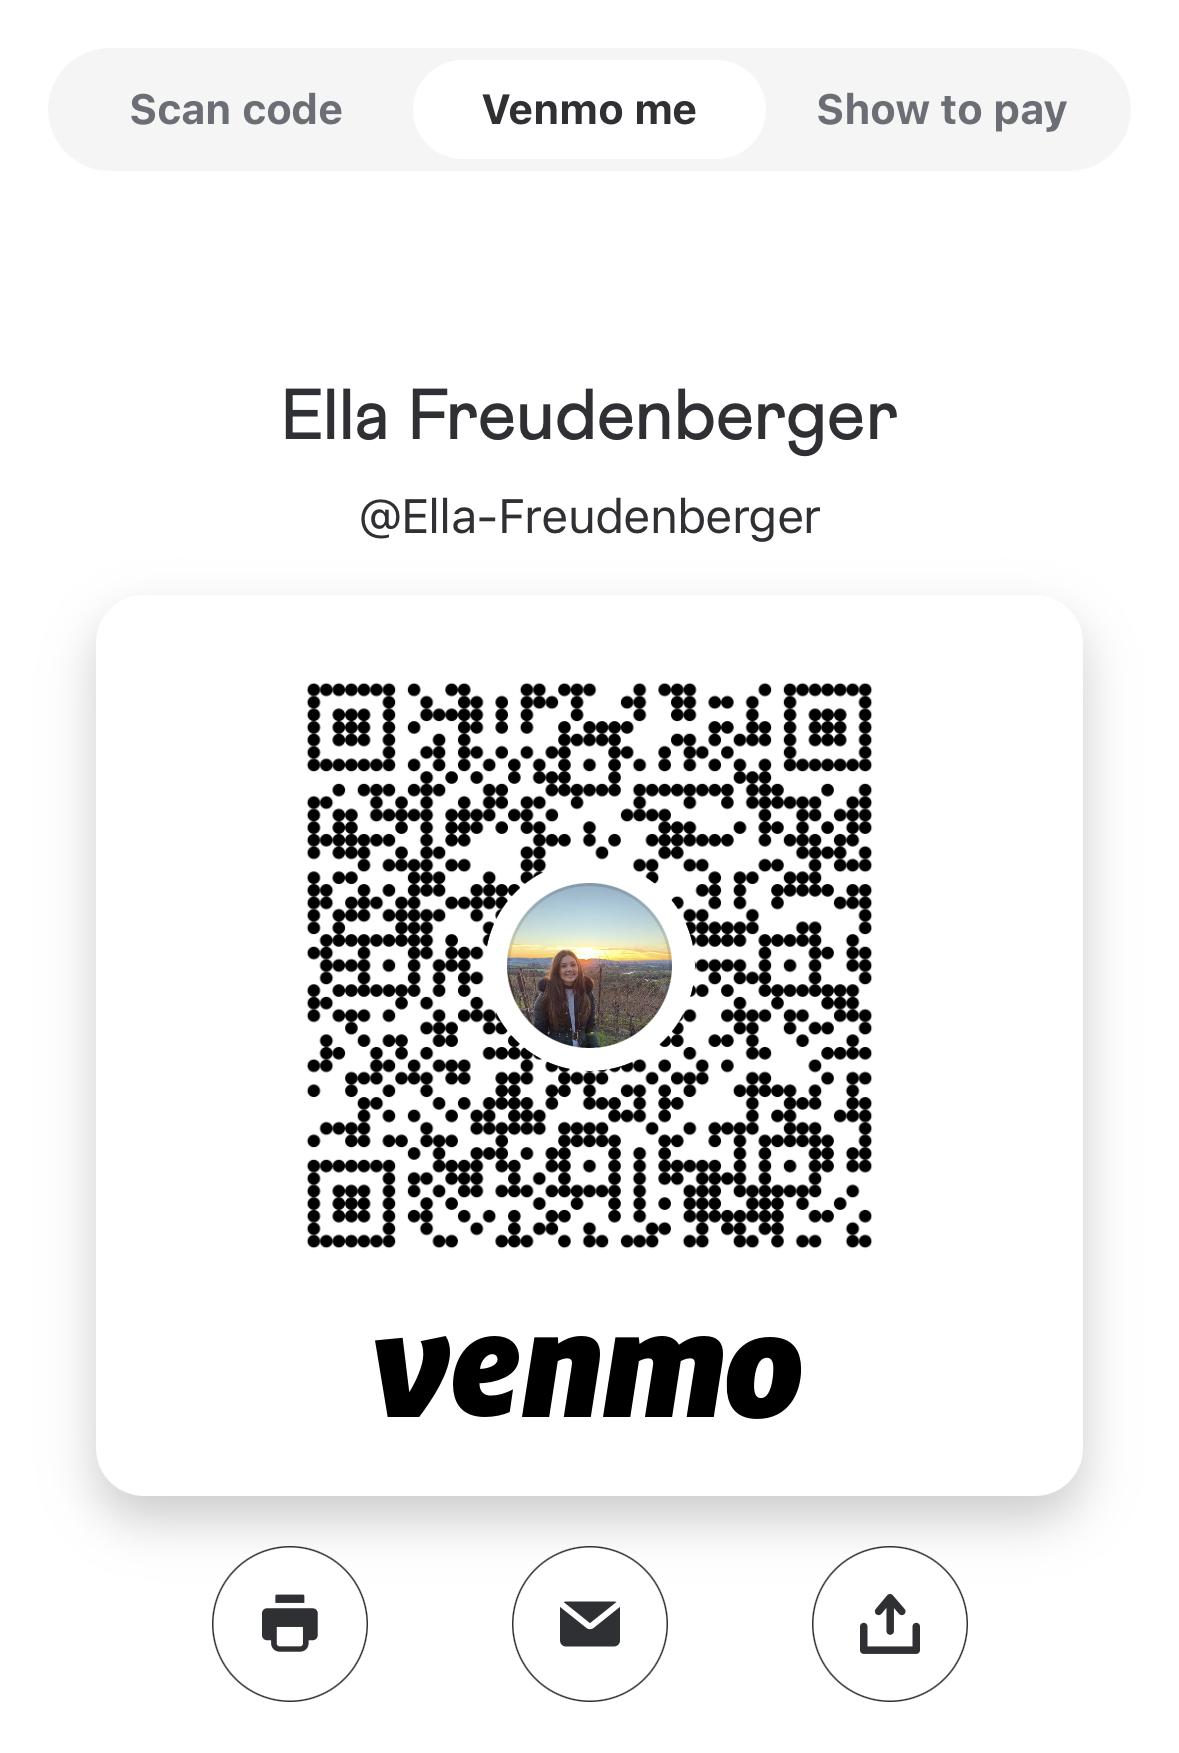 Scan code
Venmo me
Show to pay
Ella Freudenberger
@Ella-Freudenberger
venmo